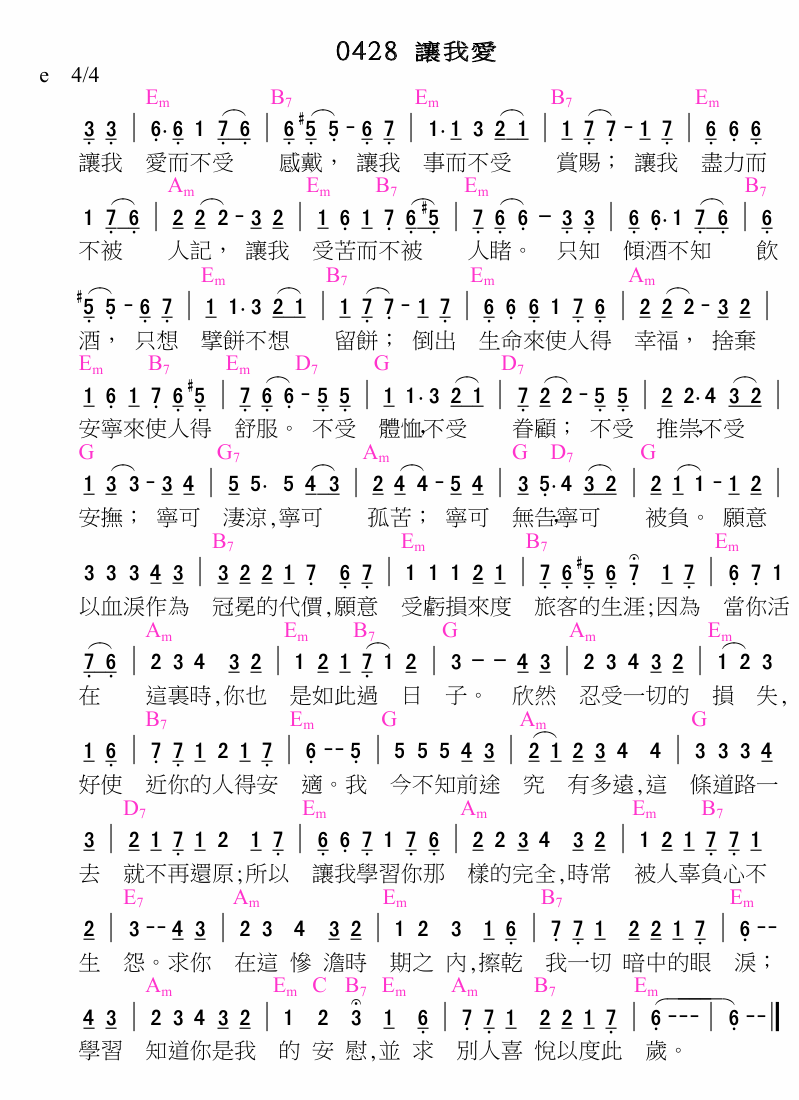 0428 讓我愛
e 4/4
Em B7 Em B7 Em
3 3 | 6. 6 1 7 6 | 6 #5 5 - 6 7 | 1. 1 3 2 1 | 1 7 7 - 1 7 | 6 6 6
讓我 愛而不受 感戴， 讓我 事而不受 賞賜； 讓我 盡力而
Am Em B7 Em B7
1 7 6 | 2 2 2 - 3 2 | 1 6 1 7 6 #5 | 7 6 6 - 3 3 | 6 6. 1 7 6 | 6
不被 人記， 讓我 受苦而不被 人睹。 只知 傾酒不知 飲
Em B7 Em Am
#5 5 - 6 7 | 1 1. 3 2 1 | 1 7 7 - 1 7 | 6 6 6 1 7 6 | 2 2 2 - 3 2 |
酒， 只想 擘餅不想 留餅； 倒出 生命來使人得 幸福， 捨棄
Em B7 Em D7 G D7
1 6 1 7 6 #5 | 7 6 6 - 5 5 | 1 1. 3 2 1 | 7 2 2 - 5 5 | 2 2. 4 3 2 |
安寧來使人得 舒服。 不受 體恤,不受 眷顧； 不受 推崇,不受
G G7 Am G D7 G
1 3 3 - 3 4 | 5 5. 5 4 3 | 2 4 4 - 5 4 | 3 5. 4 3 2 | 2 1 1 - 1 2 |
安撫； 寧可 淒涼,寧可 孤苦； 寧可 無告,寧可 被負。 願意
B7 Em B7 Em
3 3 3 4 3 | 3 2 2 1 7 6 7 | 1 1 1 2 1 | 7 6 #5 6 7 1 7 | 6 7 1
以血淚作為 冠冕的代價,願意 受虧損來度 旅客的生涯;因為 當你活
Am Em B7 G Am Em
7 6 | 2 3 4 3 2 | 1 2 1 7 1 2 | 3 - - 4 3 | 2 3 4 3 2 | 1 2 3
在 這裏時,你也 是如此過 日 子。 欣然 忍受一切的 損 失,
B7 Em G Am G
1 6 | 7 7 1 2 1 7 | 6 - - 5 | 5 5 5 4 3 | 2 1 2 3 4 4 | 3 3 3 4
好使 近你的人得安 適。我 今不知前途 究 有多遠,這 條道路一
D7 Em Am Em B7
3 | 2 1 7 1 2 1 7 | 6 6 7 1 7 6 | 2 2 3 4 3 2 | 1 2 1 7 7 1
去 就不再還原;所以 讓我學習你那 樣的完全,時常 被人辜負心不
E7 Am Em B7 Em
2 | 3 - - 4 3 | 2 3 4 3 2 | 1 2 3 1 6 | 7 7 1 2 2 1 7 | 6 - -
生 怨。求你 在這 慘 澹時 期之 內,擦乾 我一切 暗中的眼 淚；
Am Em C B7 Em Am B7 Em
4 3 | 2 3 4 3 2 | 1 2 3 1 6 | 7 7 1 2 2 1 7 | 6 - - - | 6 - - ||
學習 知道你是我 的 安 慰,並 求 別人喜 悅以度此 歲。